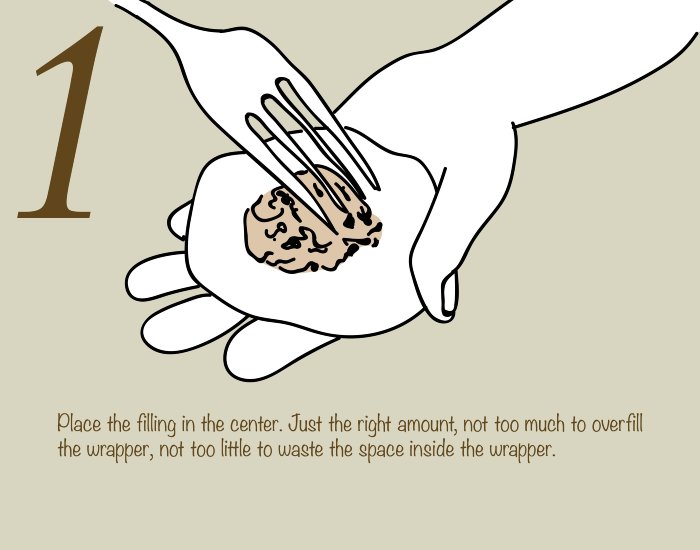 1
Place the filling in the center. Just the right amount, not too much to overfill
the wrapper, not too little to waste the space inside the wrapper.